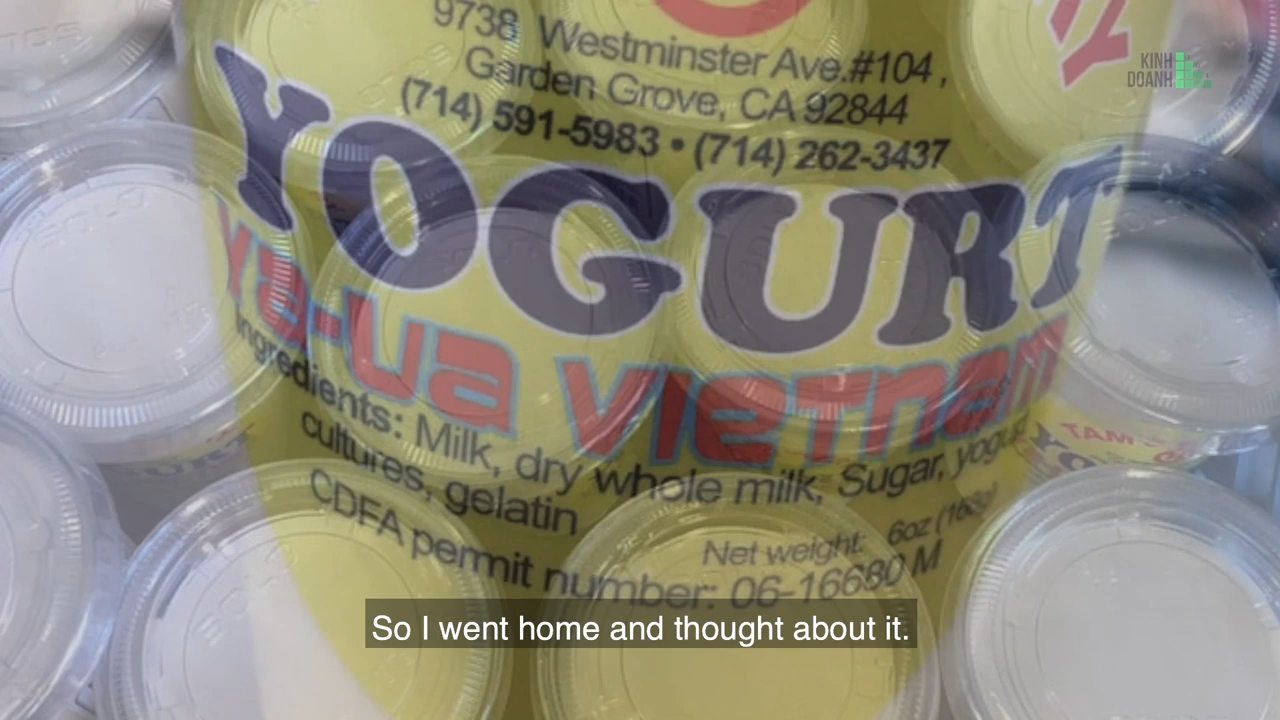 9738 Westminster Ave.#104,
Garden Grove, CA 92844
(714) 591-5983 • (714) 262-3437
KINH
DOANH
YOGURT
Ya-ua VIETNAM
Ingredients: Milk, dry whole milk, Sugar,
cultures, gelatin
CDFA permit number: 06-16680 M
Net weight: 6oz
TAM
SOLO
So I went home and thought about it.